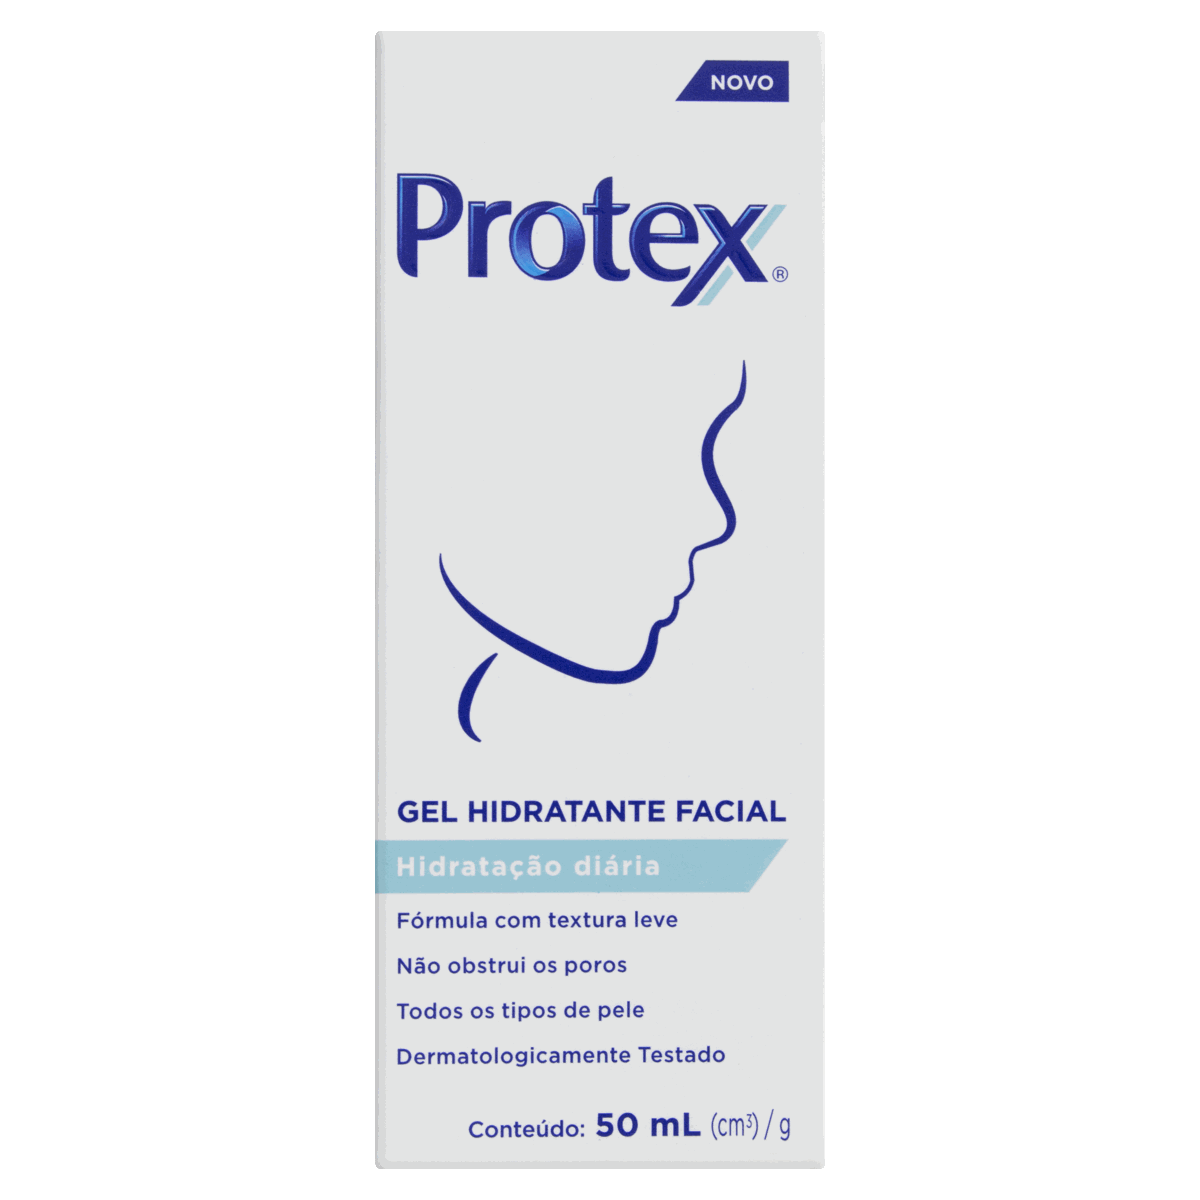 NOVO
Protex®
GEL HIDRATANTE FACIAL
Hidratação diária
Fórmula com textura leve
Não obstrui os poros
Todos os tipos de pele
Dermatologicamente Testado
Conteúdo: 50 mL (cm³) / g